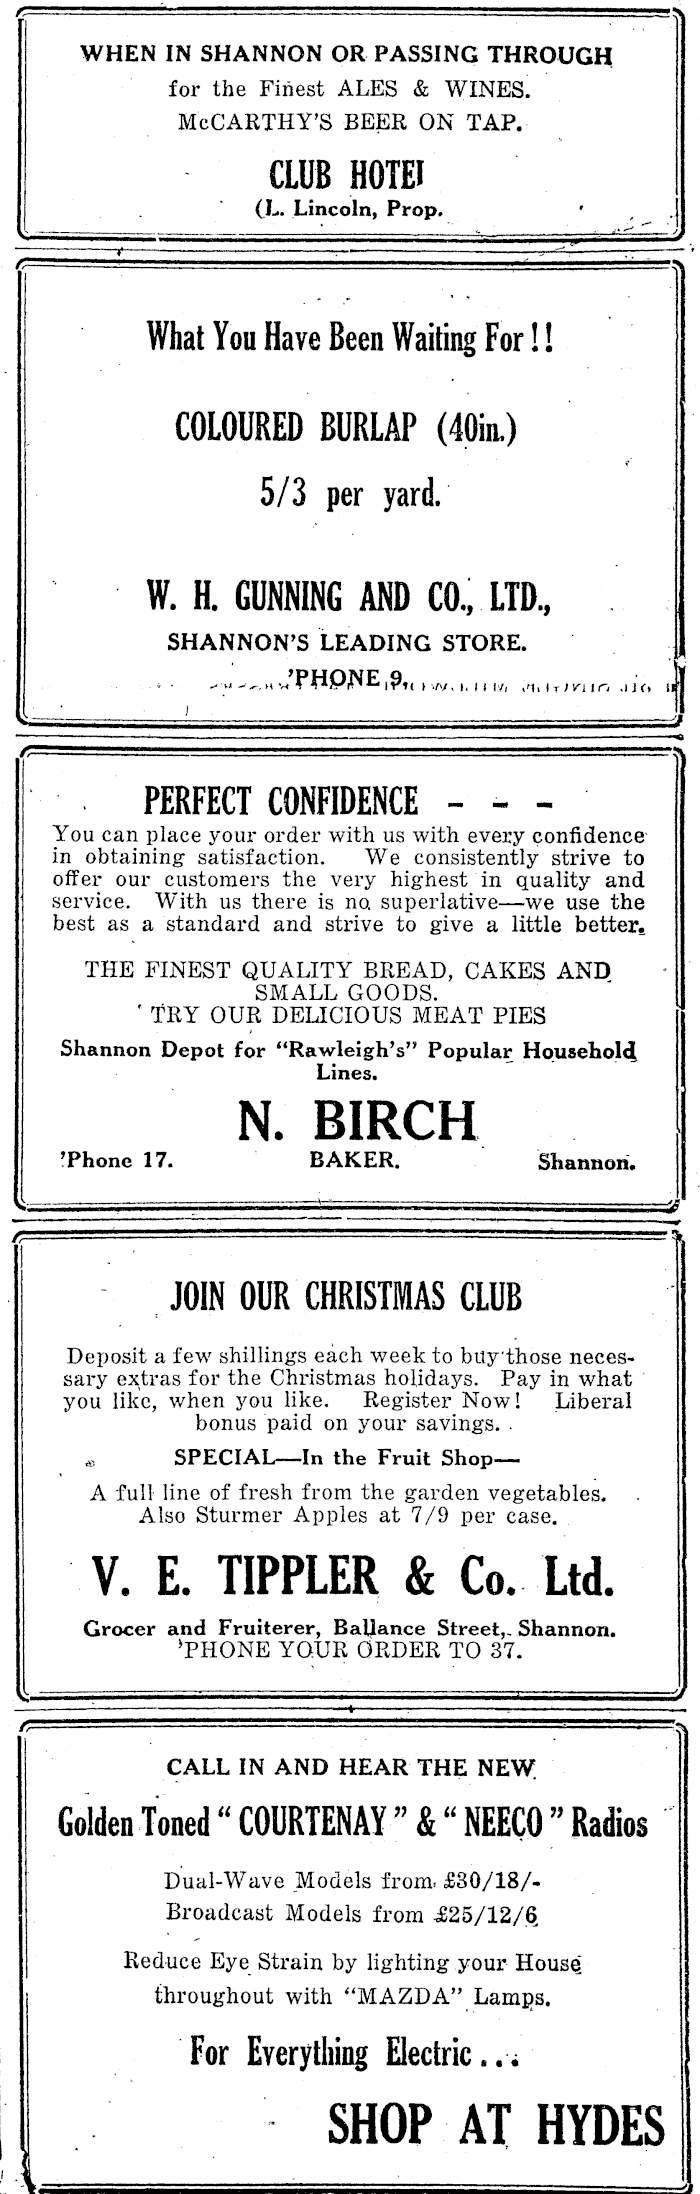 WHEN IN SHANNON OR PASSING THROUGH
for the Finest ALES & WINES.
McCARTHY'S BEER ON TAP.
CLUB HOTEL
(L. Lincoln, Prop.
What You Have Been Waiting For !!
COLOURED BURLAP (40in.)
5/3 per yard.
W. H. GUNNING AND CO., LTD.,
SHANNON'S LEADING STORE.
'PHONE 9.
PERFECT CONFIDENCE - - -
You can place your order with us with every confidence
in obtaining satisfaction. We consistently strive to
offer our customers the very highest in quality and
service. With us there is no superlative—we use the
best as a standard and strive to give a little better.
THE FINEST QUALITY BREAD, CAKES AND
SMALL GOODS.
TRY OUR DELICIOUS MEAT PIES
Shannon Depot for "Rawleigh's" Popular Household
Lines.
N. BIRCH
'Phone 17. BAKER. Shannon.
JOIN OUR CHRISTMAS CLUB
Deposit a few shillings each week to buy those neces-
sary extras for the Christmas holidays. Pay in what
you like, when you like. Register Now! Liberal
bonus paid on your savings.
SPECIAL—In the Fruit Shop—
A full line of fresh from the garden vegetables.
Also Sturmer Apples at 7/9 per case.
V. E. TIPPLER & Co. Ltd.
Grocer and Fruiterer, Ballance Street, Shannon.
'PHONE YOUR ORDER TO 37.
CALL IN AND HEAR THE NEW
Golden Toned "COURTENAY" & "NEECO" Radios
Dual-Wave Models from £30/18/-
Broadcast Models from £25/12/6
Reduce Eye Strain by lighting your House
throughout with "MAZDA" Lamps.
For Everything Electric . . .
SHOP AT HYDES